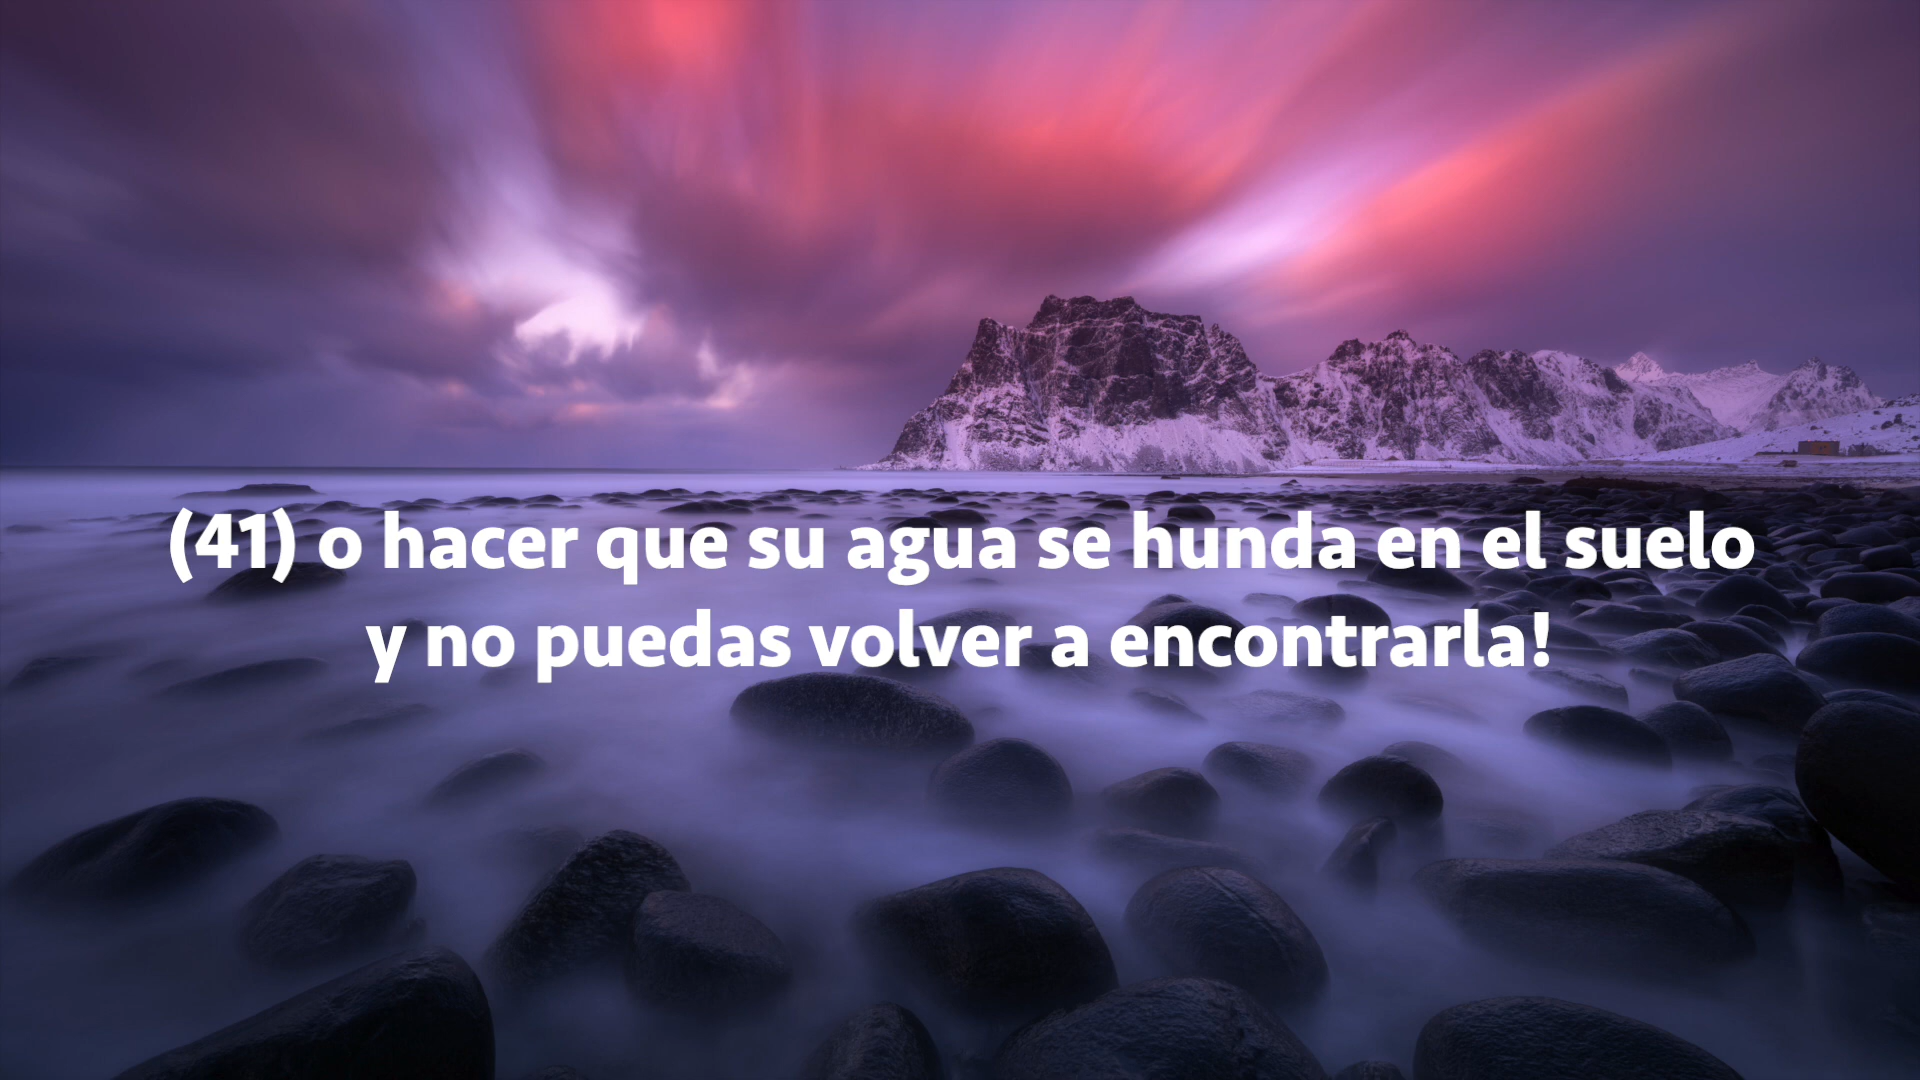 (41) o hacer que su agua se hunda en el suelo
y no puedas volver a encontrarla!